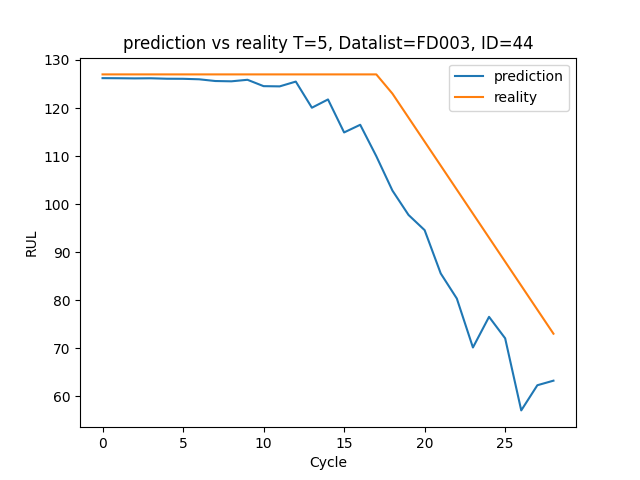 prediction vs reality T=5, Datalist=FD003, ID=44
prediction
reality
130
120
110
100
90
80
70
60
RUL
0 5 10 15 20 25
Cycle